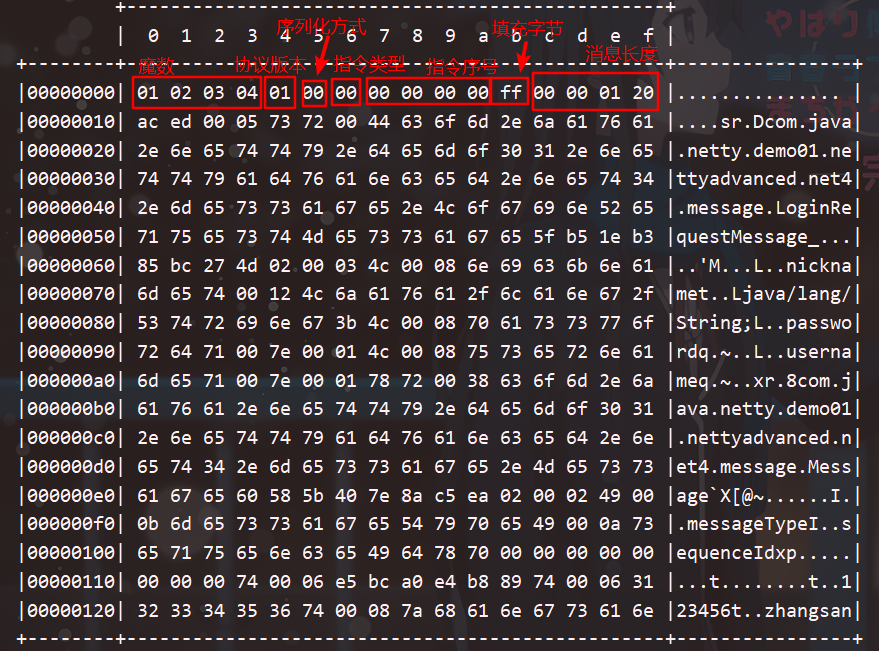 +-------------------------------------------------+
序列化方式 填充字节
| 0 1 2 3 4 5 6 7 8 9 a b c d e f |
魔数 协议版本 指令类型 指令序号 消息长度
+--------+-------------------------------------------------+----------------+
|00000000| 01 02 03 04 01 00 00 00 00 00 00 ff 00 00 01 20 |............... |
|00000010| ac ed 00 05 73 72 00 44 63 6f 6d 2e 6a 61 76 61 |....sr.Dcom.java|
|00000020| 2e 6e 65 74 74 79 2e 64 65 6d 6f 30 31 2e 6e 65 |.netty.demo01.ne|
|00000030| 74 74 79 61 64 76 61 6e 63 65 64 2e 6e 65 74 34 |ttyadvanced.net4|
|00000040| 2e 6d 65 73 73 61 67 65 2e 4c 6f 67 69 6e 52 65 |.message.LoginRe|
|00000050| 71 75 65 73 74 4d 65 73 73 61 67 65 5f b5 1e b3 |questMessage_...|
|00000060| 85 bc 27 4d 02 00 03 4c 00 08 6e 69 63 6b 6e 61 |..'M...L..nickna|
|00000070| 6d 65 74 00 12 4c 6a 61 76 61 2f 6c 61 6e 67 2f |met..Ljava/lang/|
|00000080| 53 74 72 69 6e 67 3b 4c 00 08 70 61 73 73 77 6f |String;L..passwo|
|00000090| 72 64 71 00 7e 00 01 4c 00 08 75 73 65 72 6e 61 |rdq.~..L..userna|
|000000a0| 6d 65 71 00 7e 00 01 78 72 00 38 63 6f 6d 2e 6a |meq.~..xr.8com.j|
|000000b0| 61 76 61 2e 6e 65 74 74 79 2e 64 65 6d 6f 30 31 |ava.netty.demo01|
|000000c0| 2e 6e 65 74 74 79 61 64 76 61 6e 63 65 64 2e 6e |.nettyadvanced.n|
|000000d0| 65 74 34 2e 6d 65 73 73 61 67 65 2e 4d 65 73 73 |et4.message.Mess|
|000000e0| 61 67 65 60 58 5b 40 7e 8a c5 ea 02 00 02 49 00 |age`X[@~......I.|
|000000f0| 0b 6d 65 73 73 61 67 65 54 79 70 65 49 00 0a 73 |.messageTypeI..s|
|00000100| 65 71 75 65 6e 63 65 49 64 78 70 00 00 00 00 00 |equenceIdxp.....|
|00000110| 00 00 00 74 00 06 e5 bc a0 e4 b8 89 74 00 06 31 |...t........t..1|
|00000120| 32 33 34 35 36 74 00 08 7a 68 61 6e 67 73 61 6e |23456t..zhangsan|
+--------+-------------------------------------------------+----------------+